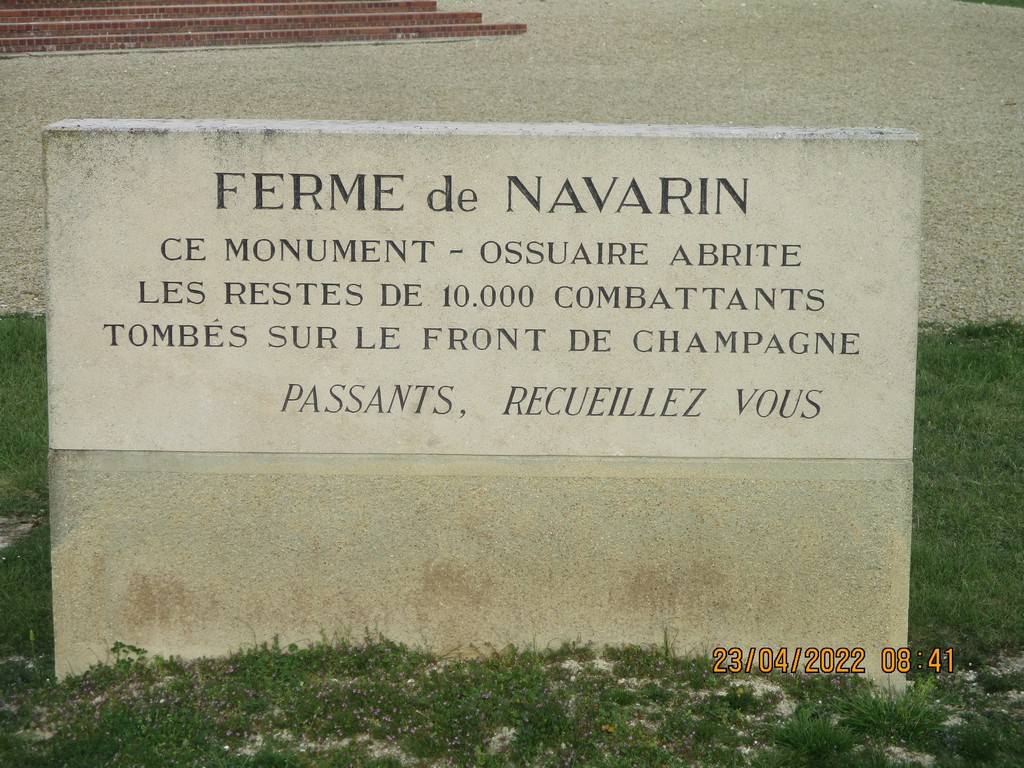 FERME de NAVARIN
CE MONUMENT - OSSUAIRE ABRITE
LES RESTES DE 10.000 COMBATTANTS
TOMBÉS SUR LE FRONT DE CHAMPAGNE
PASSANTS, RECUEILLEZ VOUS
23/04/2022 08:41